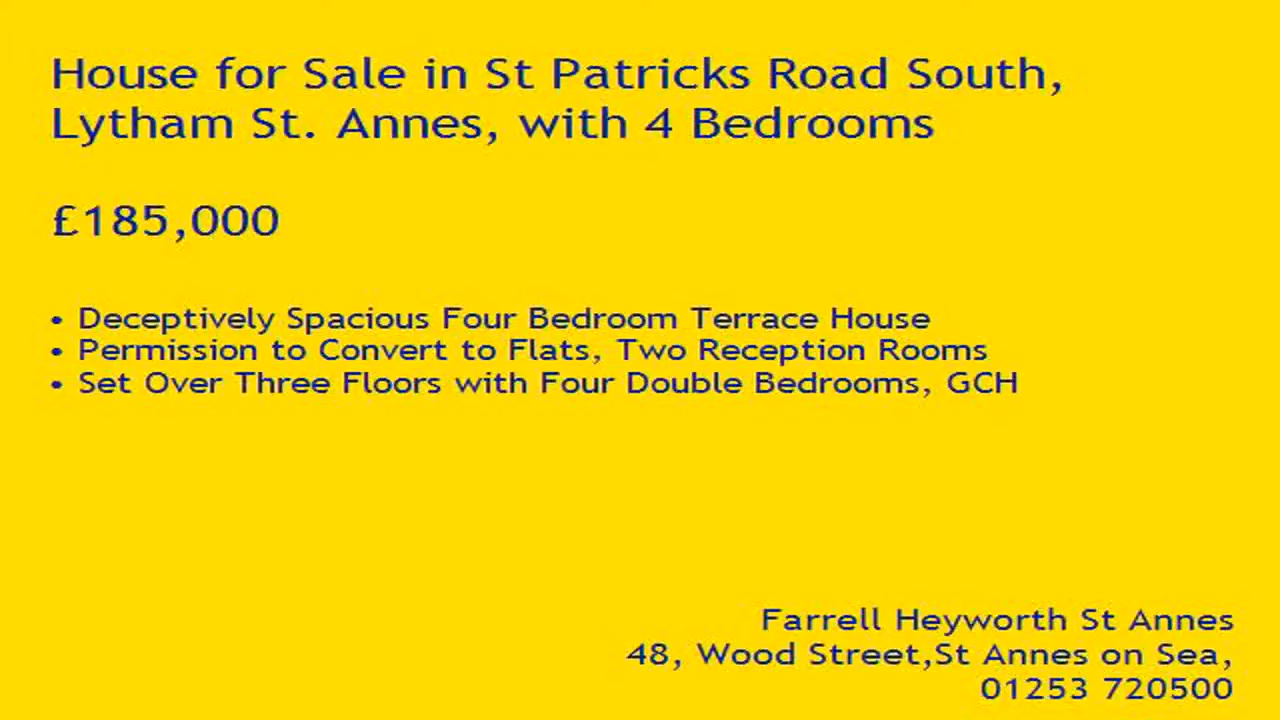 House for Sale in St Patricks Road South,
Lytham St. Annes, with 4 Bedrooms
£185,000
• Deceptively Spacious Four Bedroom Terrace House
• Permission to Convert to Flats, Two Reception Rooms
• Set Over Three Floors with Four Double Bedrooms, GCH
Farrell Heyworth St Annes
48, Wood Street,St Annes on Sea,
01253 720500